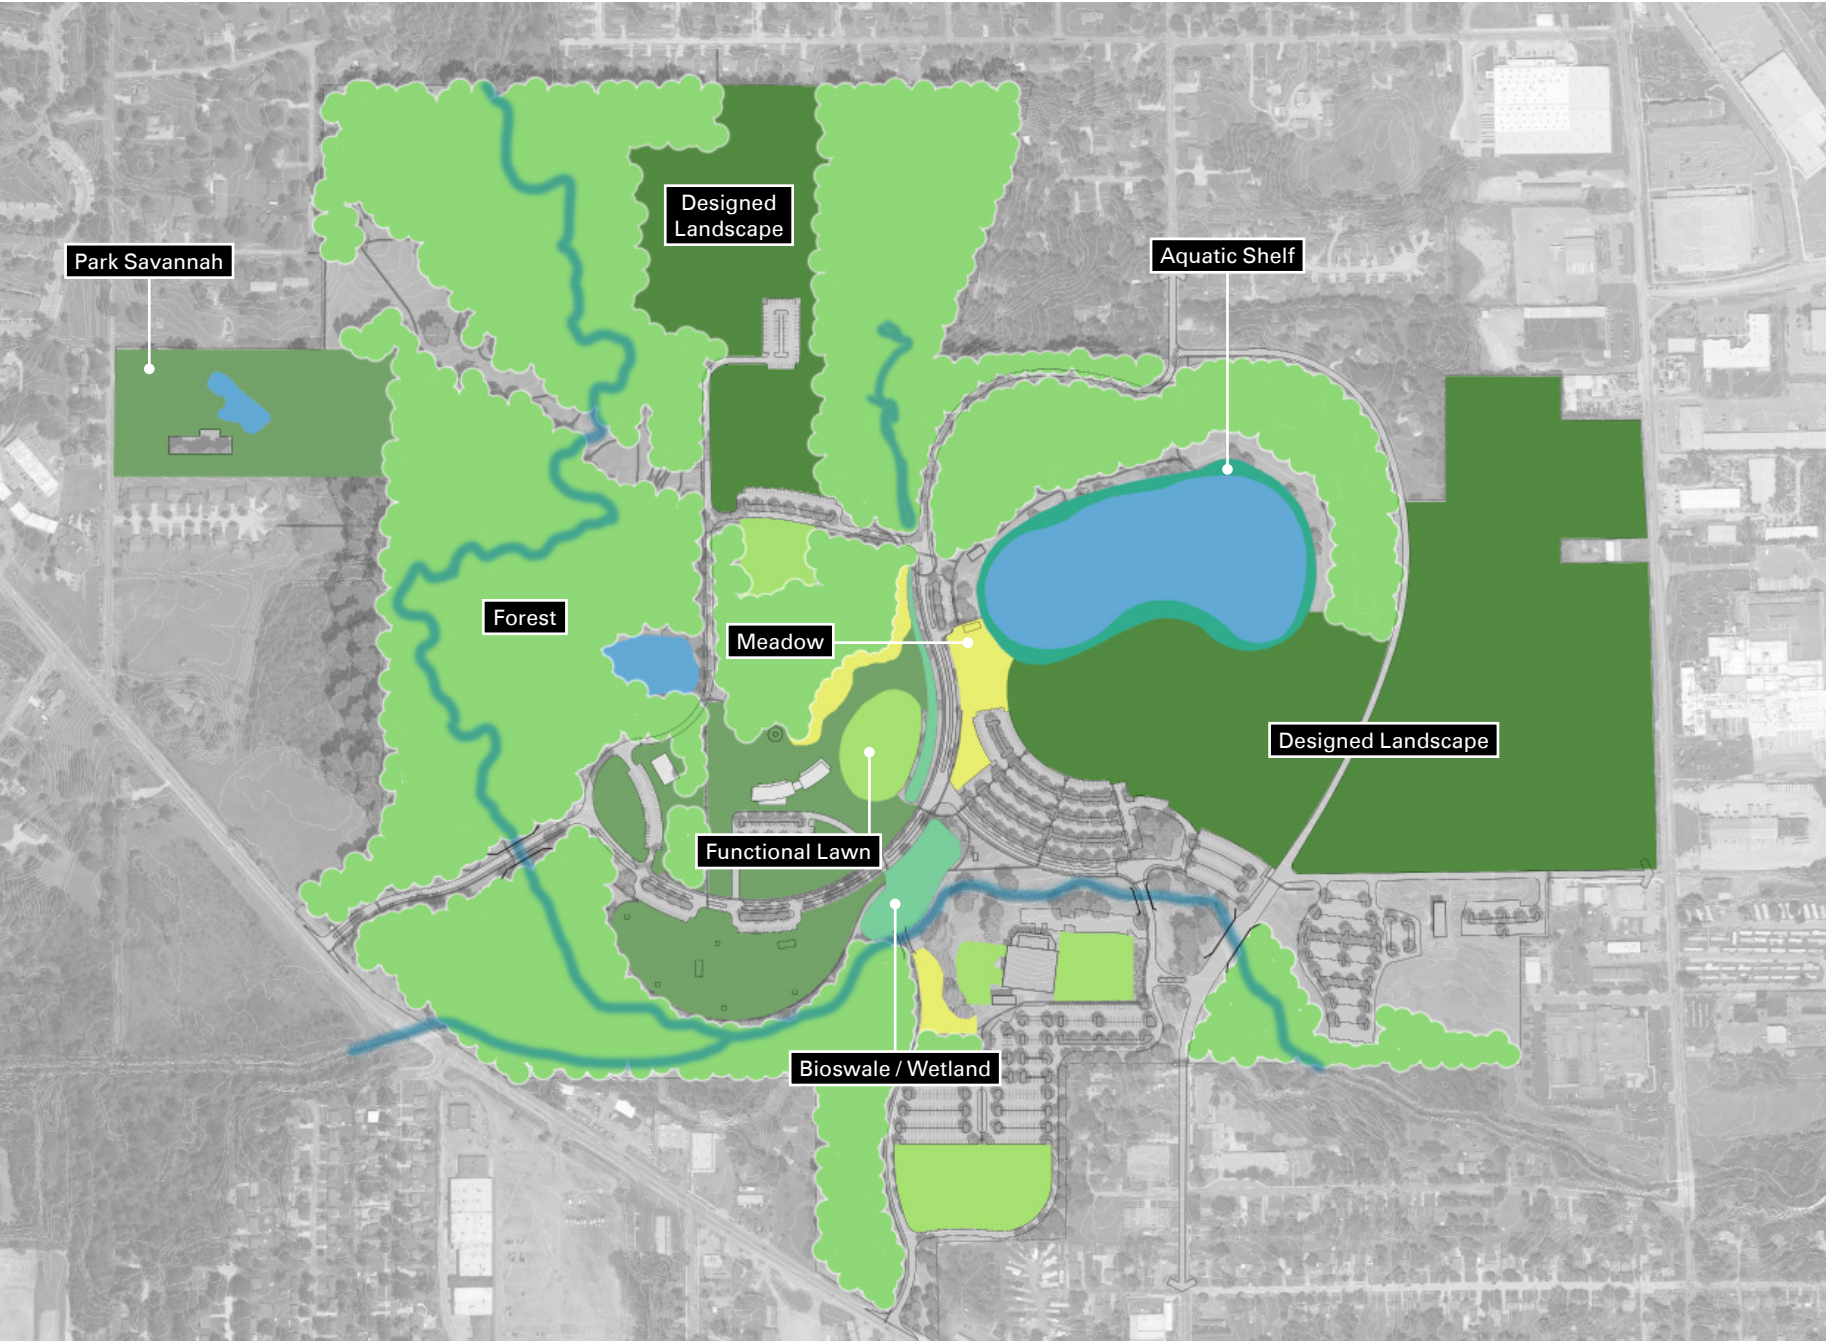 Designed
Landscape
Park Savannah
Aquatic Shelf
Forest
Meadow
Designed Landscape
Functional Lawn
Bioswale / Wetland